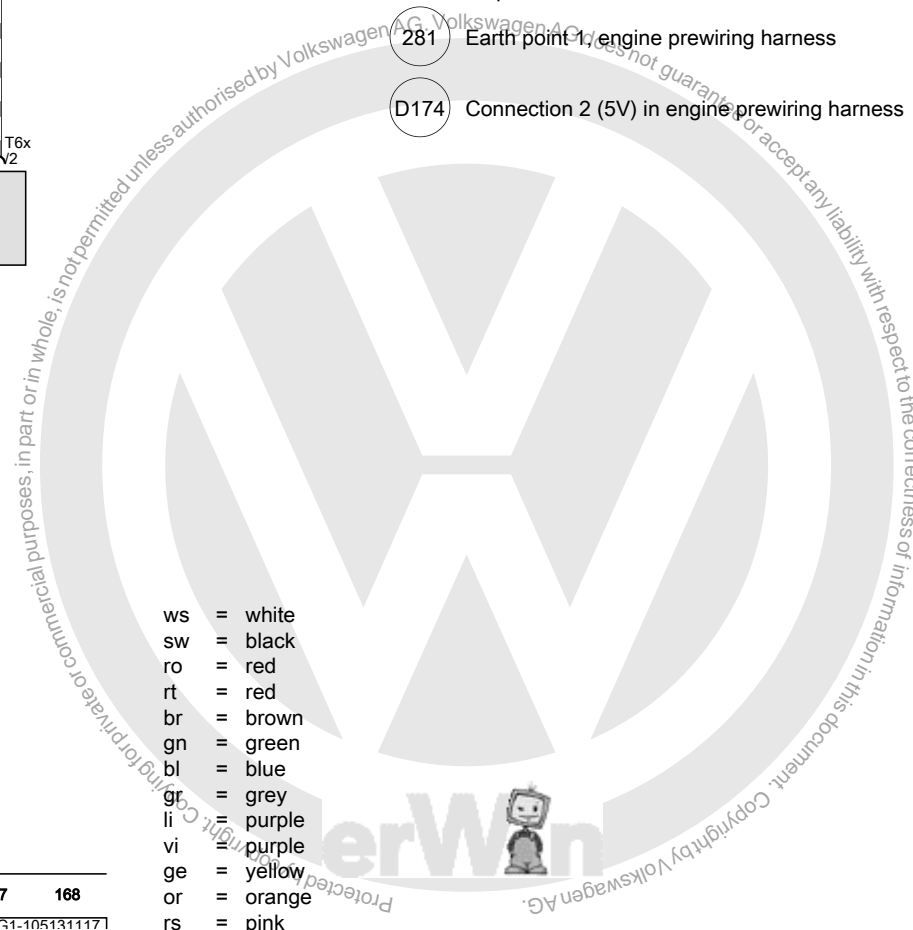 281 Earth point 1, engine prewiring harness
D174 Connection 2 (5V) in engine prewiring harness
T6x
/2
ws = white
sw = black
ro = red
rt = red
br = brown
gn = green
bl = blue
gr = grey
li = purple
vi = purple
ge = yellow
or = orange
rs = pink
7 168
G1-105131117
erWin
Protected by copyright. Copying for private or commercial purposes, in part or in whole, is not permitted unless authorised by Volkswagen AG. Volkswagen AG does not guarantee or accept any liability with respect to the correctness of information in this document. Copyright by Volkswagen AG.